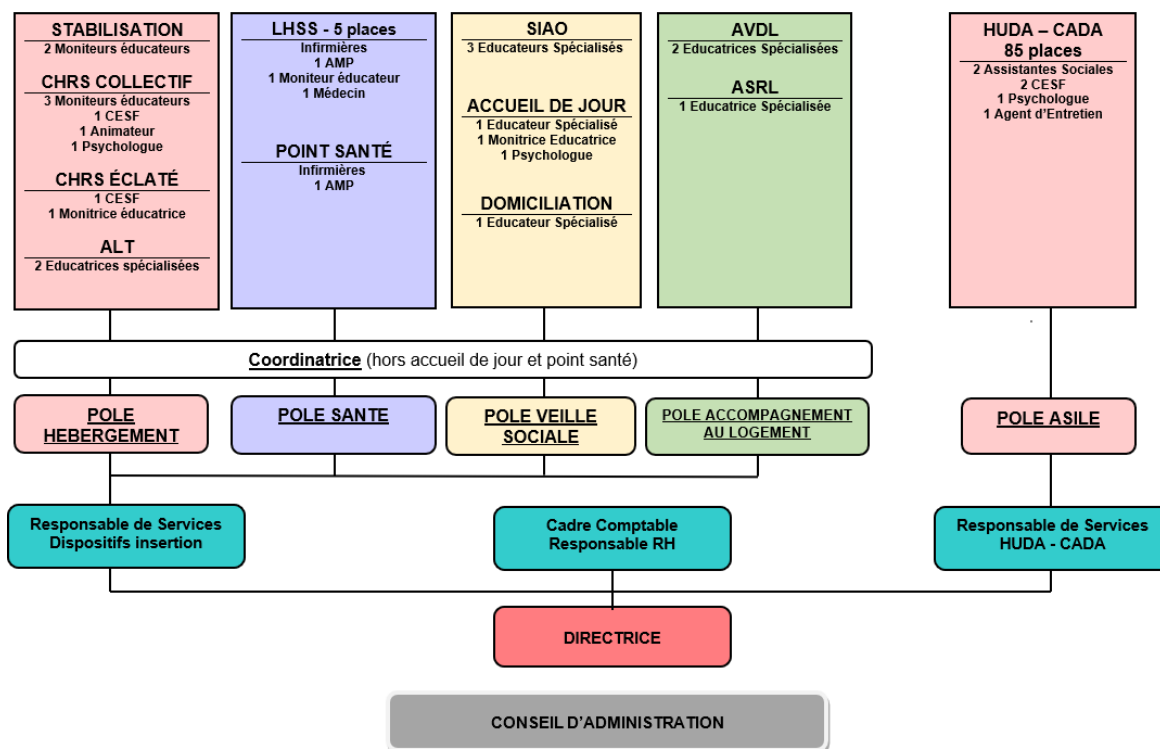 STABILISATION
2 Moniteurs éducateurs
CHRS COLLECTIF
3 Moniteurs éducateurs
1 CESF
1 Animateur
1 Psychologue
CHRS ÉCLATÉ
1 CESF
1 Monitrice éducatrice
ALT
2 Educatrices spécialisées
LHSS - 5 places
Infirmières
1 AMP
1 Moniteur éducateur
1 Médecin
POINT SANTÉ
Infirmières
1 AMP
SIAO
3 Educateurs Spécialisés
ACCUEIL DE JOUR
1 Educateur Spécialisé
1 Monitrice Educatrice
1 Psychologue
DOMICILIATION
1 Educateur Spécialisé
AVDL
2 Educatrices Spécialisées
ASRL
1 Educatrice Spécialisée
HUDA – CADA
85 places
2 Assistantes Sociales
2 CESF
1 Psychologue
1 Agent d'Entretien
Coordinatrice (hors accueil de jour et point santé)
POLE
HEBERGEMENT
POLE SANTE
POLE VEILLE
SOCIALE
POLE ACCOMPAGNEMENT
AU LOGEMENT
POLE ASILE
Responsable de Services
Dispositifs insertion
Cadre Comptable
Responsable RH
Responsable de Services
HUDA - CADA
DIRECTRICE
CONSEIL D'ADMINISTRATION